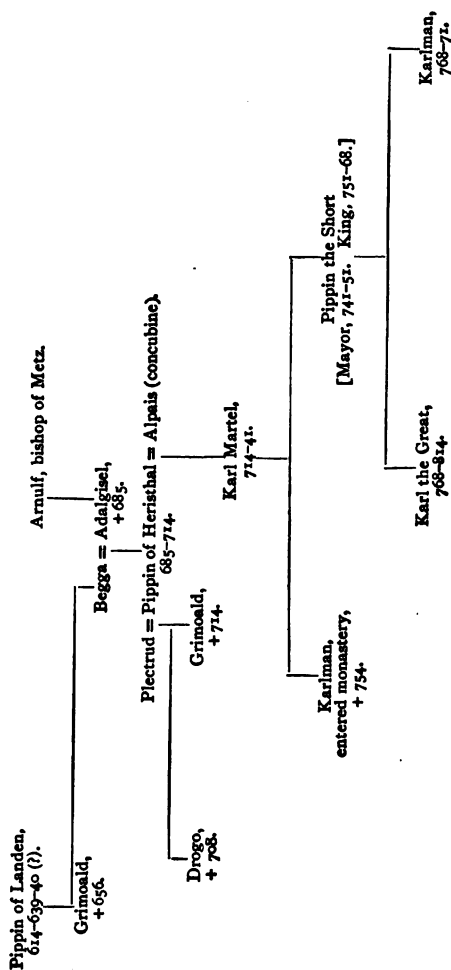 Pippin of Landen,
614-639-40 (?).
Arnulf, bishop of Metz.
Grimoald,
+656.
Begga = Adalgisel,
+685.
Plectrud = Pippin of Heristhal = Alpais (concubine).
685-714.
Drogo,
+ 708.
Grimoald,
+714.
Karl Martel,
714-41.
Karlman,
entered monastery,
+ 754.
Pippin the Short
[Mayor, 741-51. King, 751-68.]
Karl the Great,
768-814.
Karlman,
768-71.